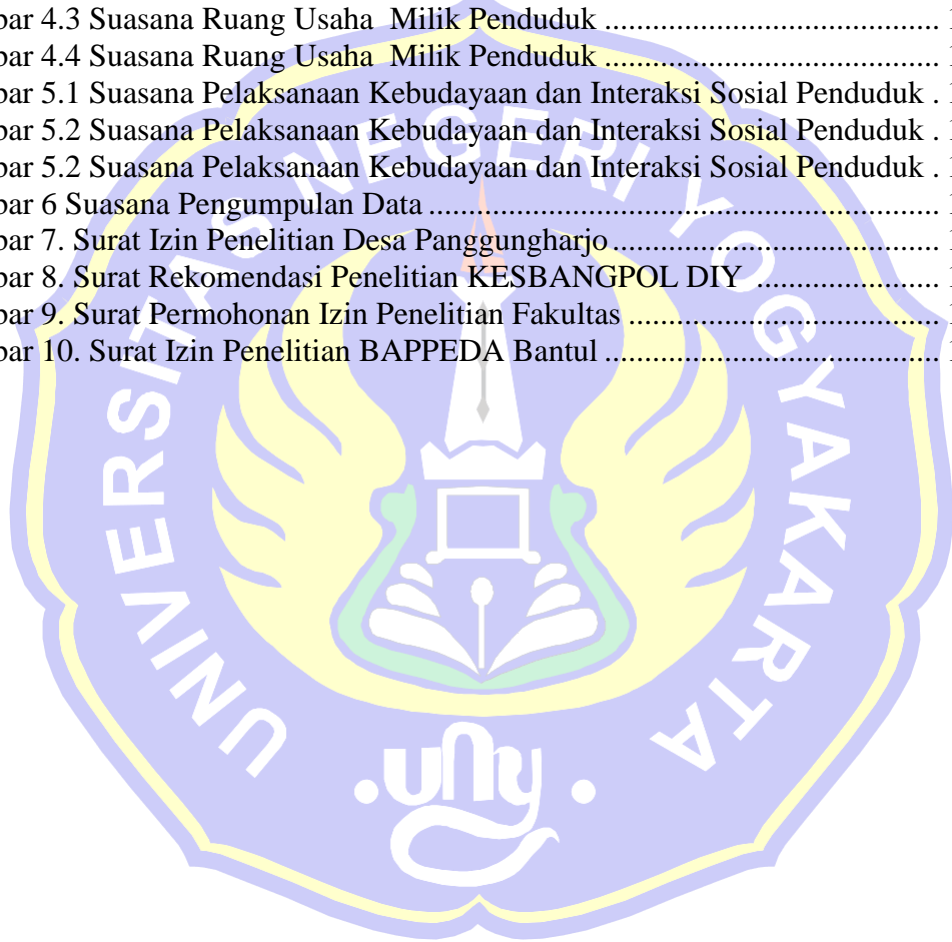 bar 4.3 Suasana Ruang Usaha Milik Penduduk
bar 4.4 Suasana Ruang Usaha Milik Penduduk
bar 5.1 Suasana Pelaksanaan Kebudayaan dan Interaksi Sosial Penduduk .
bar 5.2 Suasana Pelaksanaan Kebudayaan dan Interaksi Sosial Penduduk .
bar 5.2 Suasana Pelaksanaan Kebudayaan dan Interaksi Sosial Penduduk .
bar 6 Suasana Pengumpulan Data
bar 7. Surat Izin Penelitian Desa Panggungharjo
bar 8. Surat Rekomendasi Penelitian KESBANGPOL DIY
bar 9. Surat Permohonan Izin Penelitian Fakultas
bar 10. Surat Izin Penelitian BAPPEDA Bantul
UNIVERSITAS NEGERI YOGYAKARTA
uny